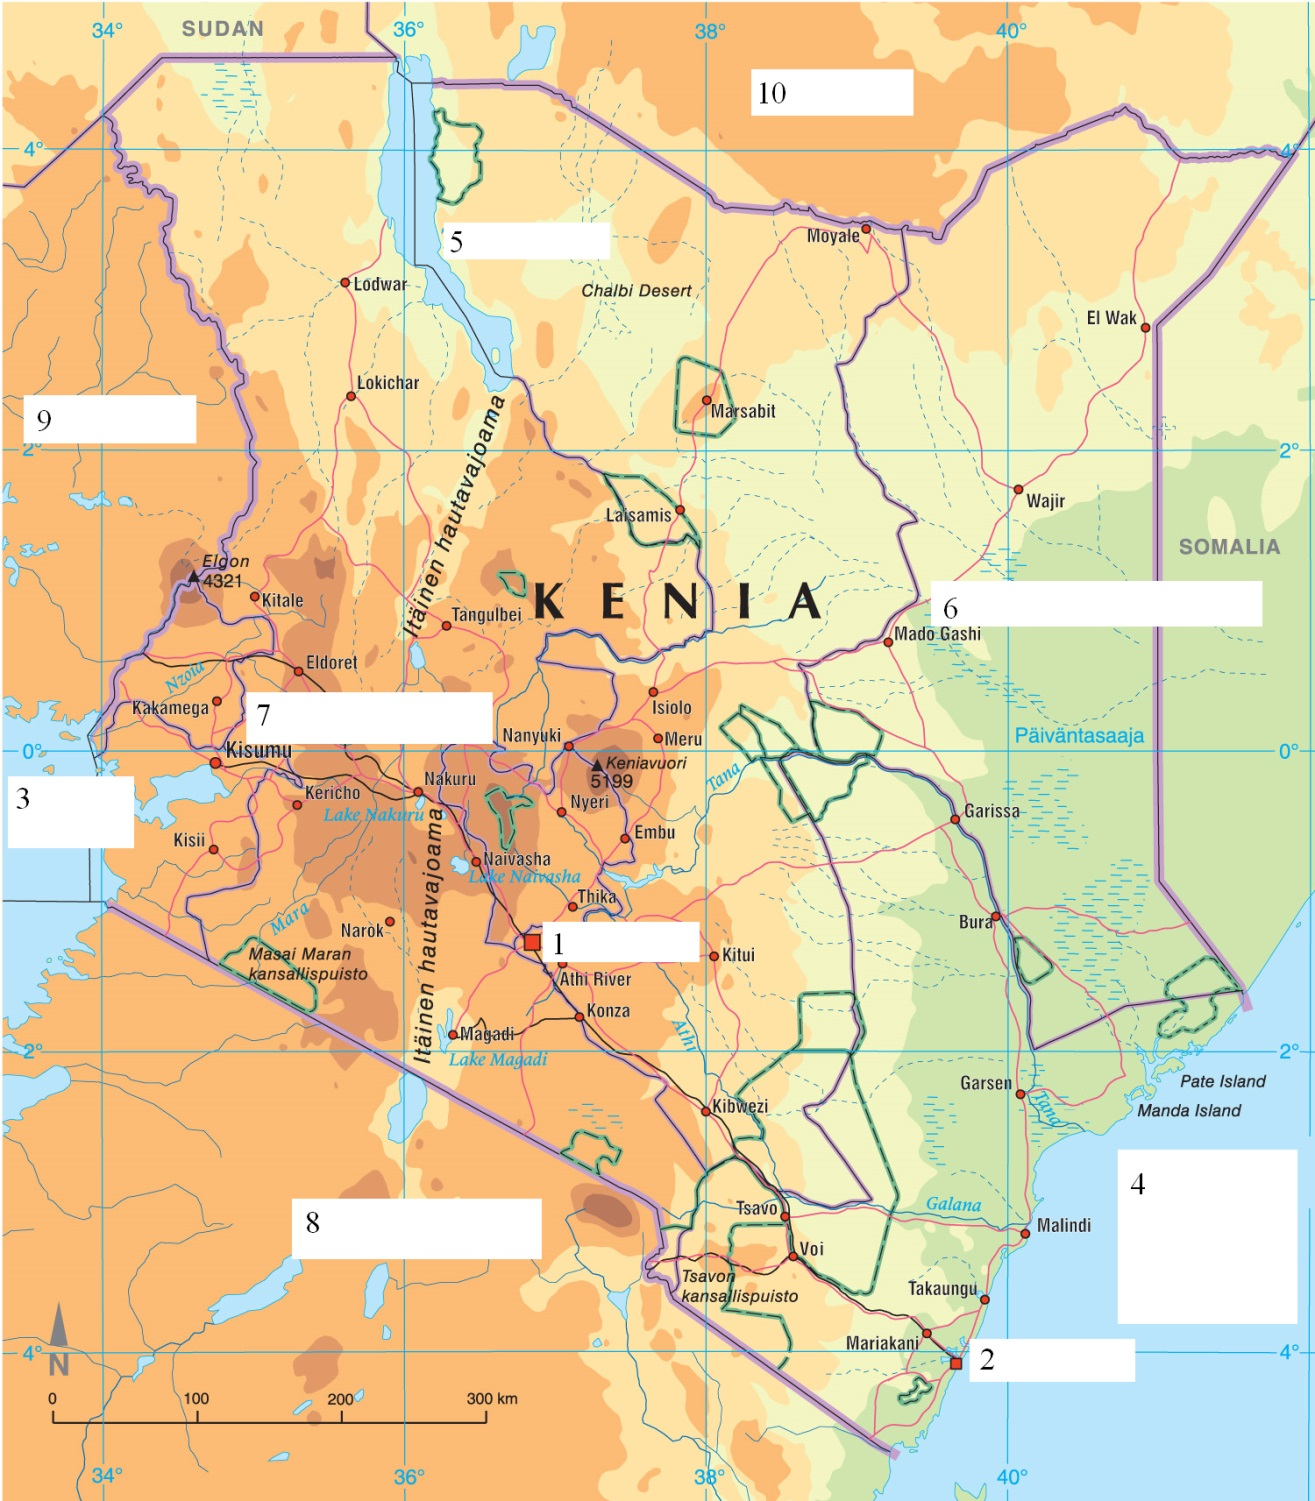 34°
SUDAN
36°
38°
40°
10
4°
4°
5
Moyale
Lodwar
Chalbi Desert
El Wak
Lokichar
9
Marsabit
2°
2°
Itäinen hautavajoama
Wajir
Laisamis
SOMALIA
Elgon
4321
Kitale
KENIA
6
Tangulbei
Mado Gashi
Eldoret
Nzoia
Kakamega
7
Isiolo
Nanyuki
Meru
Päiväntasaaja
0°
0°
Kisumu
Keniavuori
5199
Tana
3
Kericho
Nakuru
Lake Nakuru
Nyeri
Garissa
Kisii
Embu
Naivasha
Lake Naivasha
Itäinen hautavajoama
Thika
Mara
Narok
Bura
1
Masai Maran
kansallispuisto
Kitui
Athi River
Konza
Magadi
Athi
Lake Magadi
2°
2°
Garsen
Pate Island
Tana
Manda Island
Kibwezi
4
8
Tsavo
Galana
Malindi
Voi
Tsavon
kansallispuisto
Takaungu
Mariakani
2
N
4°
4°
0
100
200
300 km
34°
36°
38°
40°